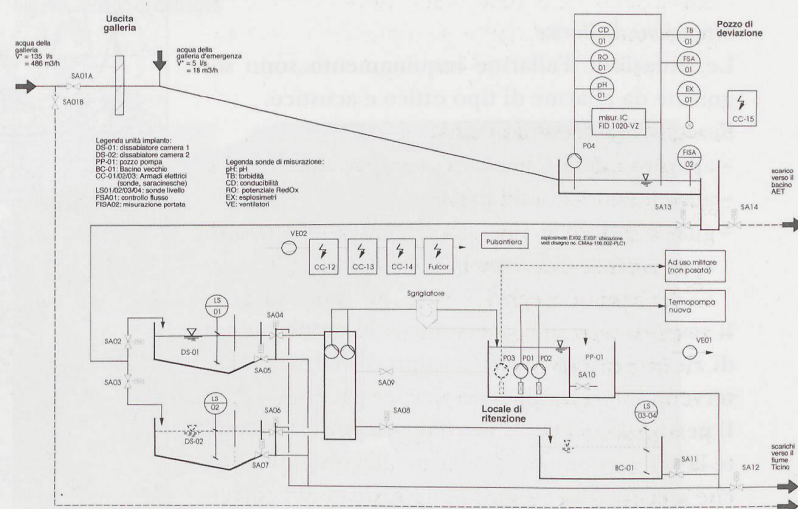 Uscita
galleria
acqua della
galleria
V° = 135 l/s
= 486 m3/h
acqua della
galleria d'emergenza
V° = 5 l/s
= 18 m3/h
SA01A
SA01B
Legenda unità impianto:
DS-01: dissabiatore camera 1
DS-02: dissabiatore camera 2
PP-01: pozzo pompa
BC-01: Bacino vecchio
CC-01/02/03: Armadi elettrici
(sonde, saracinesche)
LS01/02/03/04: sonde livello
FSA01: controllo flusso
FISA02: misurazione portata
Legenda sonde di misurazione:
pH: pH
TB: torbidità
CD: conducibilità
RO: potenziale RedOx
EX: esplosimetri
VE: ventilatori
Pozzo di
deviazione
CD
01
TB
01
RO
01
FSA
01
pH
01
EX
01
misur. IC
FID 1020-VZ
CC-15
P04
FISA
02
SA13
SA14
scarico
verso il
bacino
AET
VE02
CC-12
CC-13
CC-14
Fulcor
Pulsantiera
Ad uso militare
(non posata)
Termopompa
nuova
Sgrigliatore
VE01
LS
01
SA04
SA02
DS-01
SA05
SA03
LS
02
SA06
DS-02
SA07
SA09
SA08
P03
P01
P02
PP-01
SA10
Locale di
ritenzione
LS
03-04
BC-01
SA11
SA12
scarichi
verso il
fiume
Ticino